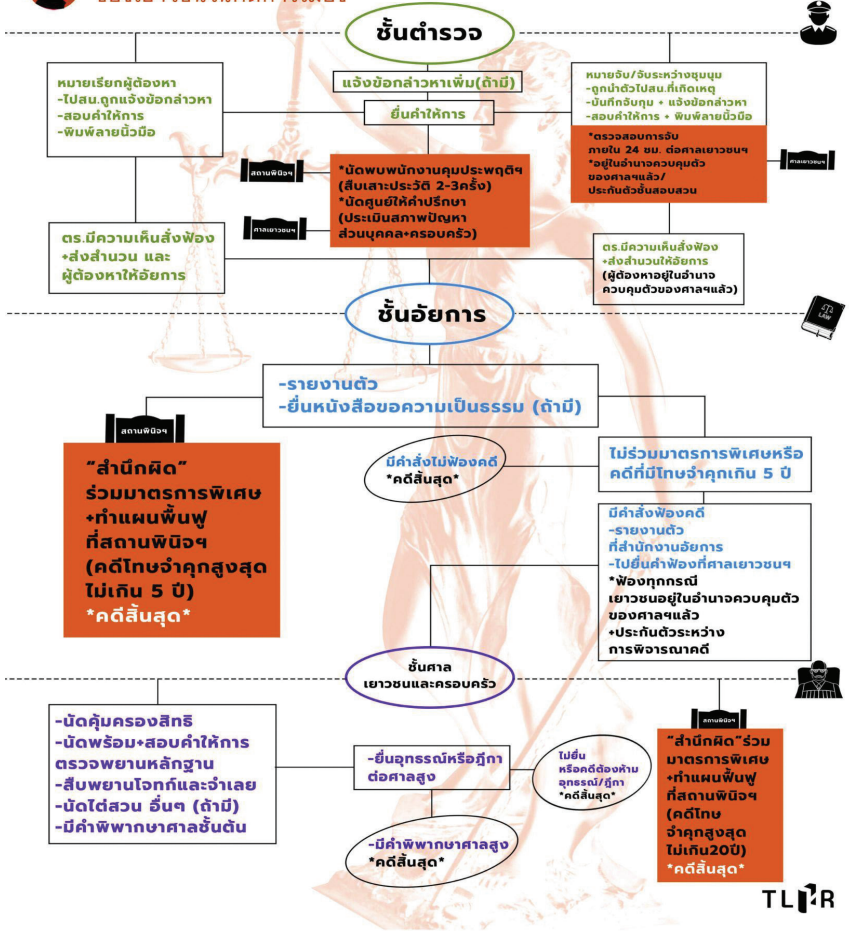 ชั้นตำรวจ
หมายเรียกผู้ต้องหา
-ไปสน.ถูกแจ้งข้อกล่าวหา
-สอบคำให้การ
-พิมพ์ลายนิ้วมือ
แจ้งข้อกล่าวหาเพิ่ม(ถ้ามี)
ยื่นคำให้การ
หมายจับ/จับระหว่างชุมนุม
-ถูกนำตัวไปสน.ที่เกิดเหตุ
-บันทึกจับกุม + แจ้งข้อกล่าวหา
-สอบคำให้การ + พิมพ์ลายนิ้วมือ
*ตรวจสอบการจับ
ภายใน 24 ชม. ต่อศาลเยาวชนฯ
*อยู่ในอำนาจควบคุมตัว
ของศาลฯแล้ว/
ประกันตัวชั้นสอบสวน
ศาลเยาวชนฯ
สถานพินิจฯ
*นัดพบพนักงานคุมประพฤติฯ
(สืบเสาะประวัติ 2-3ครั้ง)
*นัดศูนย์ให้คำปรึกษา
(ประเมินสภาพปัญหา
ส่วนบุคคล+ครอบครัว)
ศาลเยาวชนฯ
ตร.มีความเห็นสั่งฟ้อง
+ส่งสำนวน และ
ผู้ต้องหาให้อัยการ
ตร.มีความเห็นสั่งฟ้อง
+ส่งสำนวนให้อัยการ
(ผู้ต้องหาอยู่ในอำนาจ
ควบคุมตัวของศาลฯแล้ว)
ชั้นอัยการ
LAW
-รายงานตัว
-ยื่นหนังสือขอความเป็นธรรม (ถ้ามี)
สถานพินิจฯ
“สำนึกผิด”
ร่วมมาตรการพิเศษ
+ทำแผนฟื้นฟู
ที่สถานพินิจฯ
(คดีโทษจำคุกสูงสุด
ไม่เกิน 5 ปี)
*คดีสิ้นสุด*
มีคำสั่งไม่ฟ้องคดี
*คดีสิ้นสุด*
ไม่ร่วมมาตรการพิเศษหรือ
คดีที่มีโทษจำคุกเกิน 5 ปี
มีคำสั่งฟ้องคดี
-รายงานตัว
ที่สำนักงานอัยการ
-ไปยื่นคำฟ้องที่ศาลเยาวชนฯ
*ฟ้องทุกกรณี
เยาวชนอยู่ในอำนาจควบคุมตัว
ของศาลฯแล้ว
+ประกันตัวระหว่าง
การพิจารณาคดี
ชั้นศาล
เยาวชนและครอบครัว
-นัดคุ้มครองสิทธิ
-นัดพร้อม+สอบคำให้การ
ตรวจพยานหลักฐาน
-สืบพยานโจทก์และจำเลย
-นัดไต่สวน อื่นๆ (ถ้ามี)
-มีคำพิพากษาศาลชั้นต้น
-ยื่นอุทธรณ์หรือฎีกา
ต่อศาลสูง
ไม่ยื่น
หรือคดีต้องห้าม
อุทธรณ์/ฎีกา
*คดีสิ้นสุด*
-มีคำพิพากษาศาลสูง
*คดีสิ้นสุด*
สถานพินิจฯ
“สำนึกผิด”ร่วม
มาตรการพิเศษ
+ทำแผนฟื้นฟู
ที่สถานพินิจฯ
(คดีโทษ
จำคุกสูงสุด
ไม่เกิน20ปี)
*คดีสิ้นสุด*
TLHR